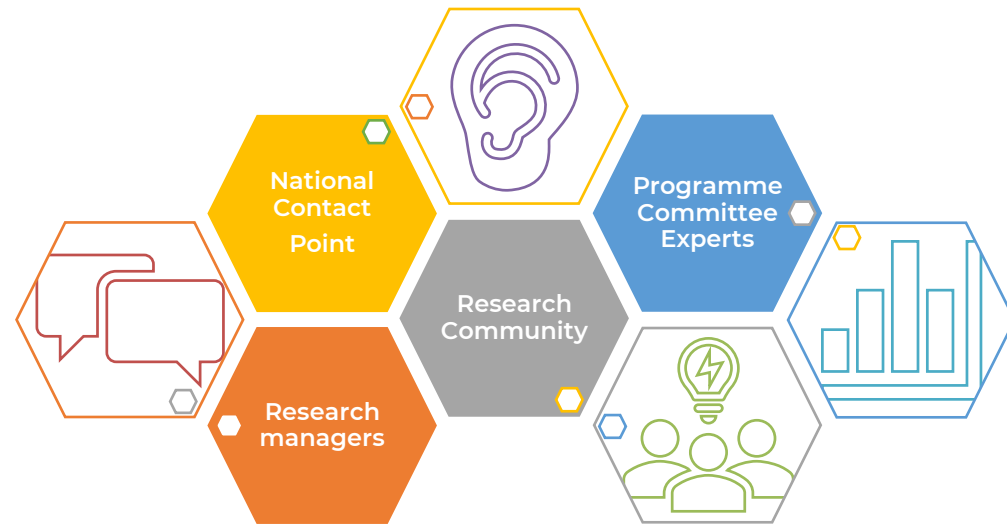 National
Contact
Point
Programme
Committee
Experts
Research
Community
Research
managers